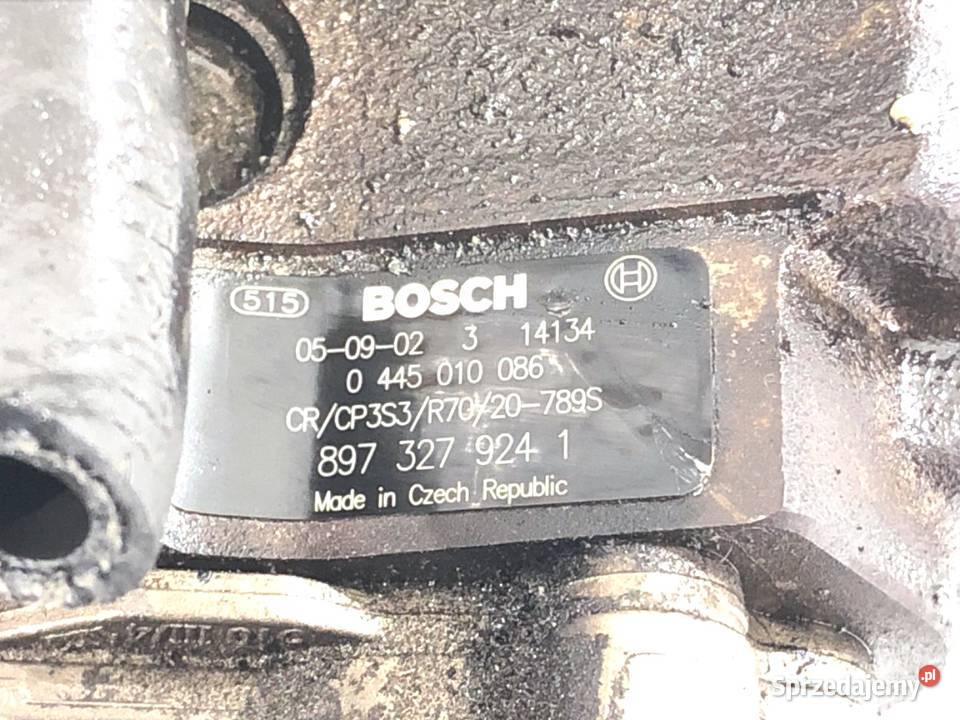 515 BOSCH H
05-09-02 3 14134
0 445 010 086
CR/CP3S3/R70/20-789S
897 327 924 1
Made in Czech Republic
Sprzedajemy.pl